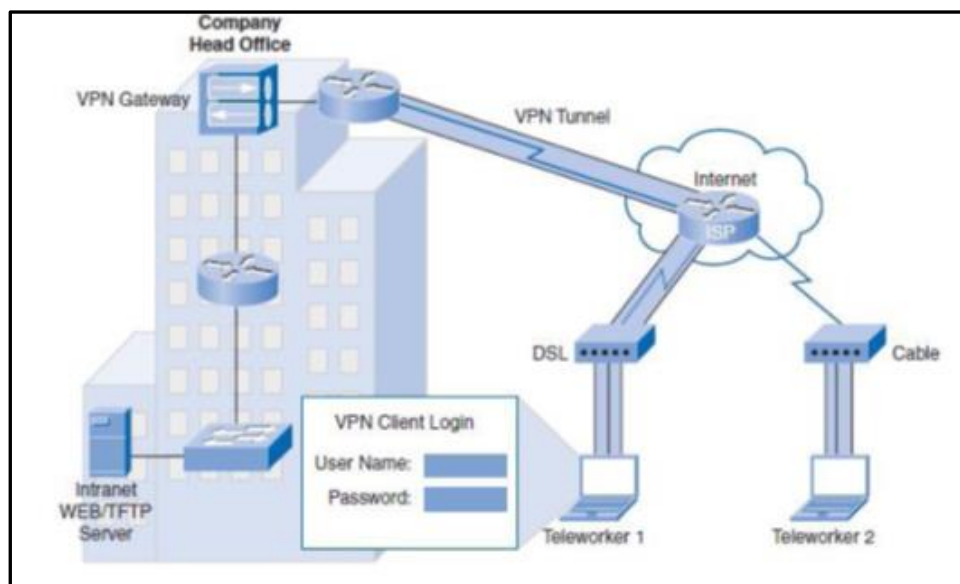 Company
Head Office
VPN Gateway
VPN Tunnel
Internet
ISP
DSL
Cable
VPN Client Login
User Name:
Password:
Intranet
WEB/TFTP
Server
Teleworker 1
Teleworker 2